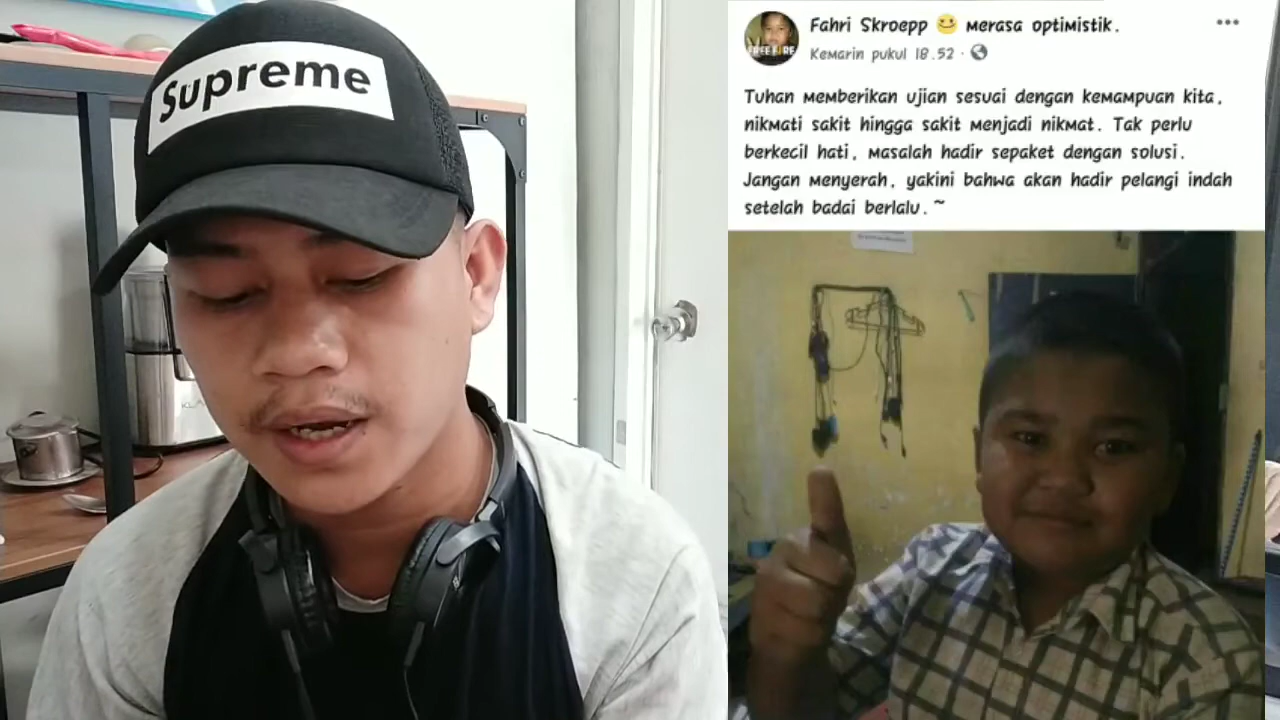 Supreme
Fahri Skroepp 😆 merasa optimistik.
Kemarin pukul 18.52 ·
FREE FIRE
Tuhan memberikan ujian sesuai dengan kemampuan kita,
nikmati sakit hingga sakit menjadi nikmat. Tak perlu
berkecil hati, masalah hadir sepaket dengan solusi.
Jangan menyerah, yakini bahwa akan hadir pelangi indah
setelah badai berlalu. ~